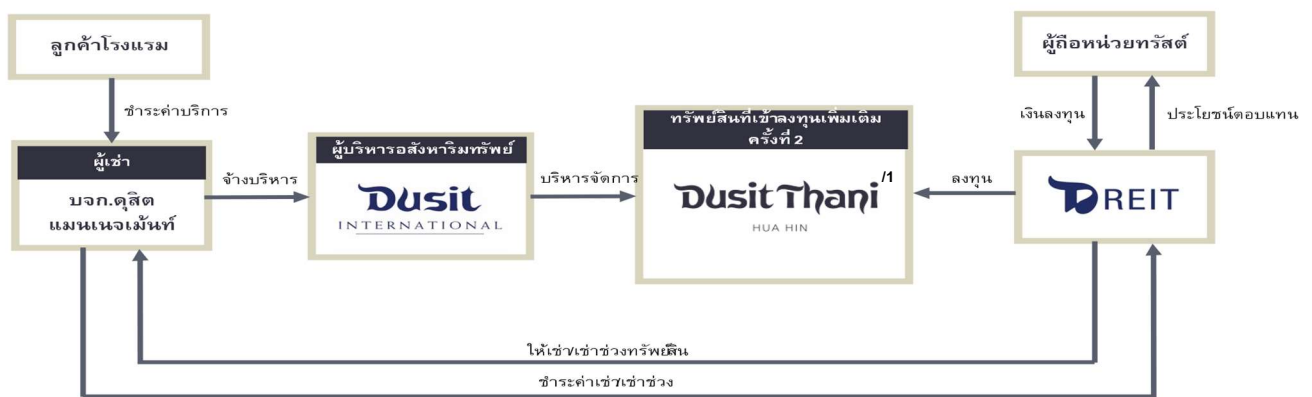 ลูกค้าโรงแรม
ผู้ถือหน่วยทรัสต์
ชำระค่าบริการ
เงินลงทุน
ประโยชน์ตอบแทน
ผู้เช่า
บจก.ดุสิต
แมนเนจเม้นท์
จ้างบริหาร
ผู้บริหารอสังหาริมทรัพย์
Dusit
INTERNATIONAL
บริหารจัดการ
ทรัพย์สินที่เข้าลงทุนเพิ่มเติม
ครั้งที่ 2
Dusit Thani /1
HUA HIN
ลงทุน
DREIT
ให้เช่า/เช่าช่วงทรัพย์สิน
ชำระค่าเช่า/เช่าช่วง